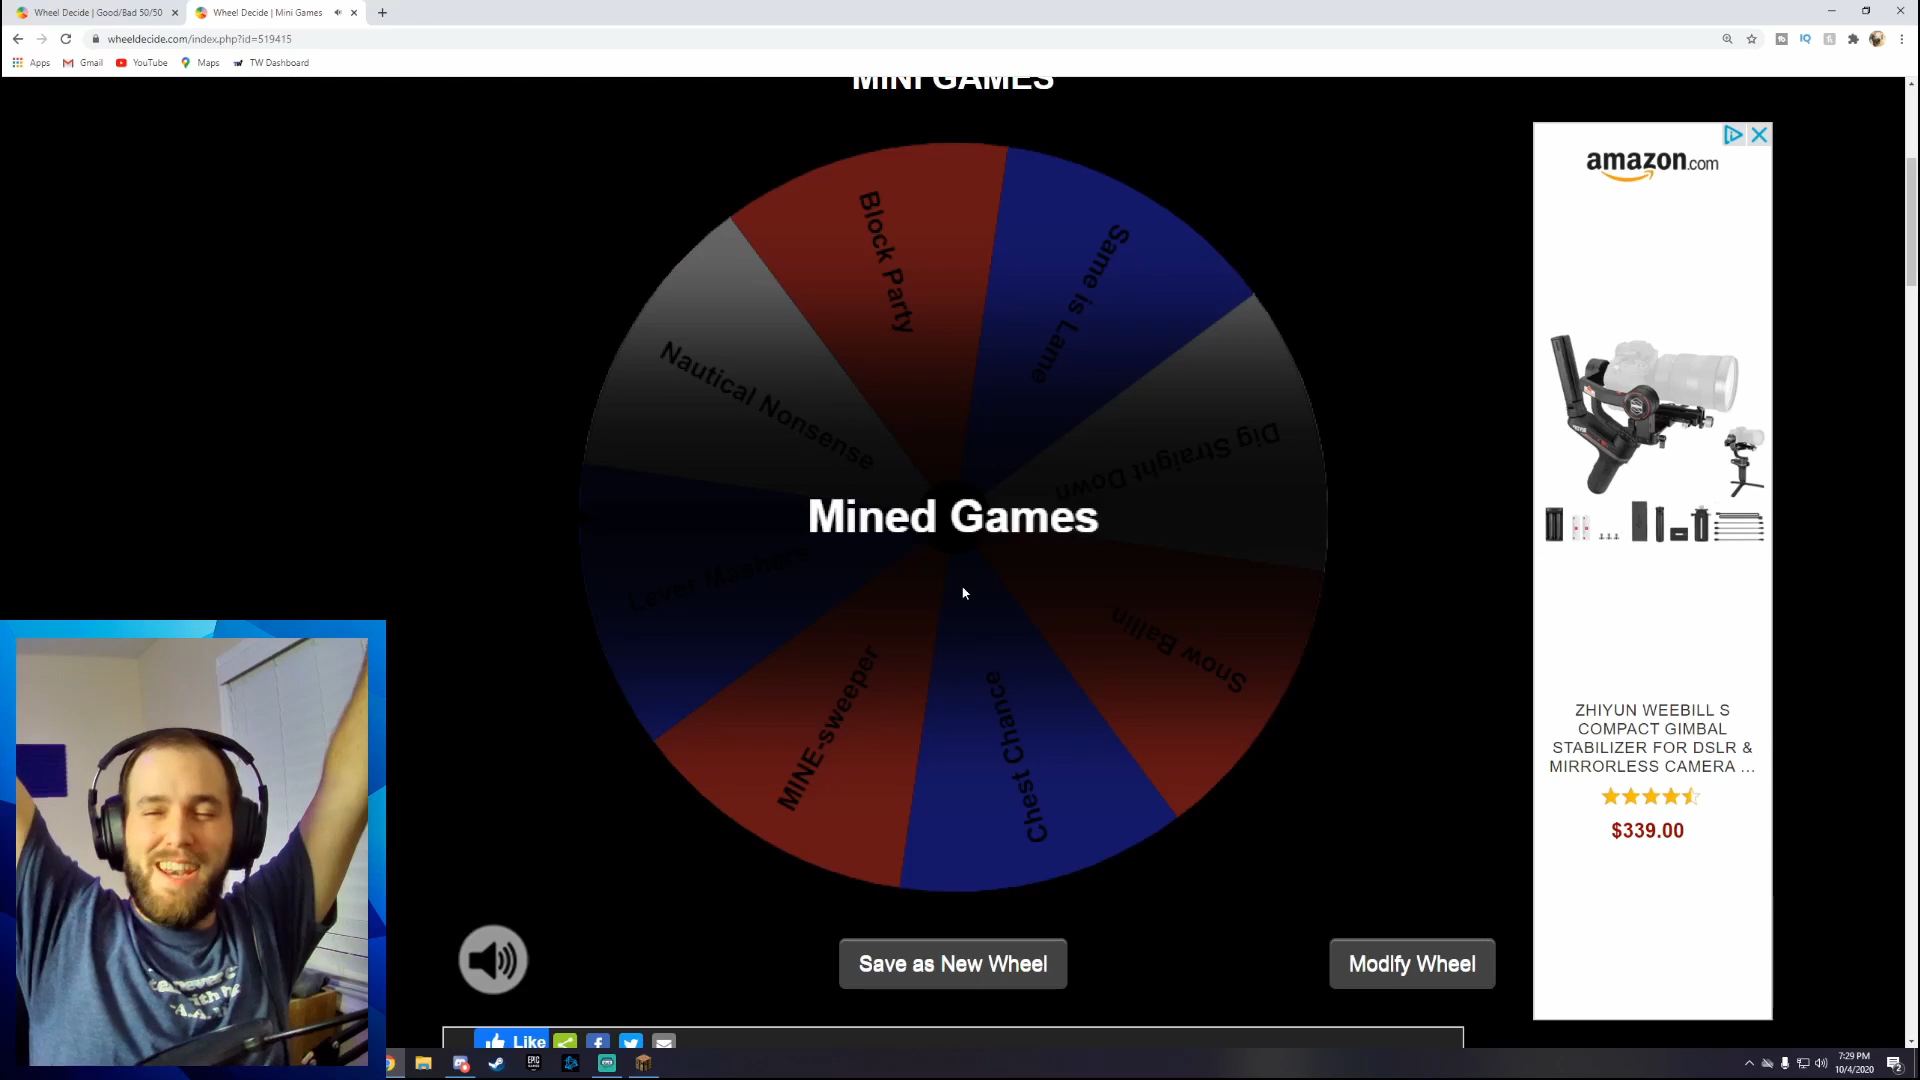 Wheel Decide | Good/Bad 50/50
Wheel Decide | Mini Games
wheeldecide.com/index.php?id=519415
Apps
Gmail
YouTube
Maps
TW Dashboard
MINI GAMES
Block Party
Same is Lame
Nautical Nonsense
Dig Straight Down
Mined Games
Lever Mashers
Snow Ballin
MINE-sweeper
Chest Chance
Save as New Wheel
Modify Wheel
Like
amazon.com
ZHIYUN WEEBILL S
COMPACT GIMBAL
STABILIZER FOR DSLR &
MIRRORLESS CAMERA ...
$339.00
7:29 PM
10/4/2020